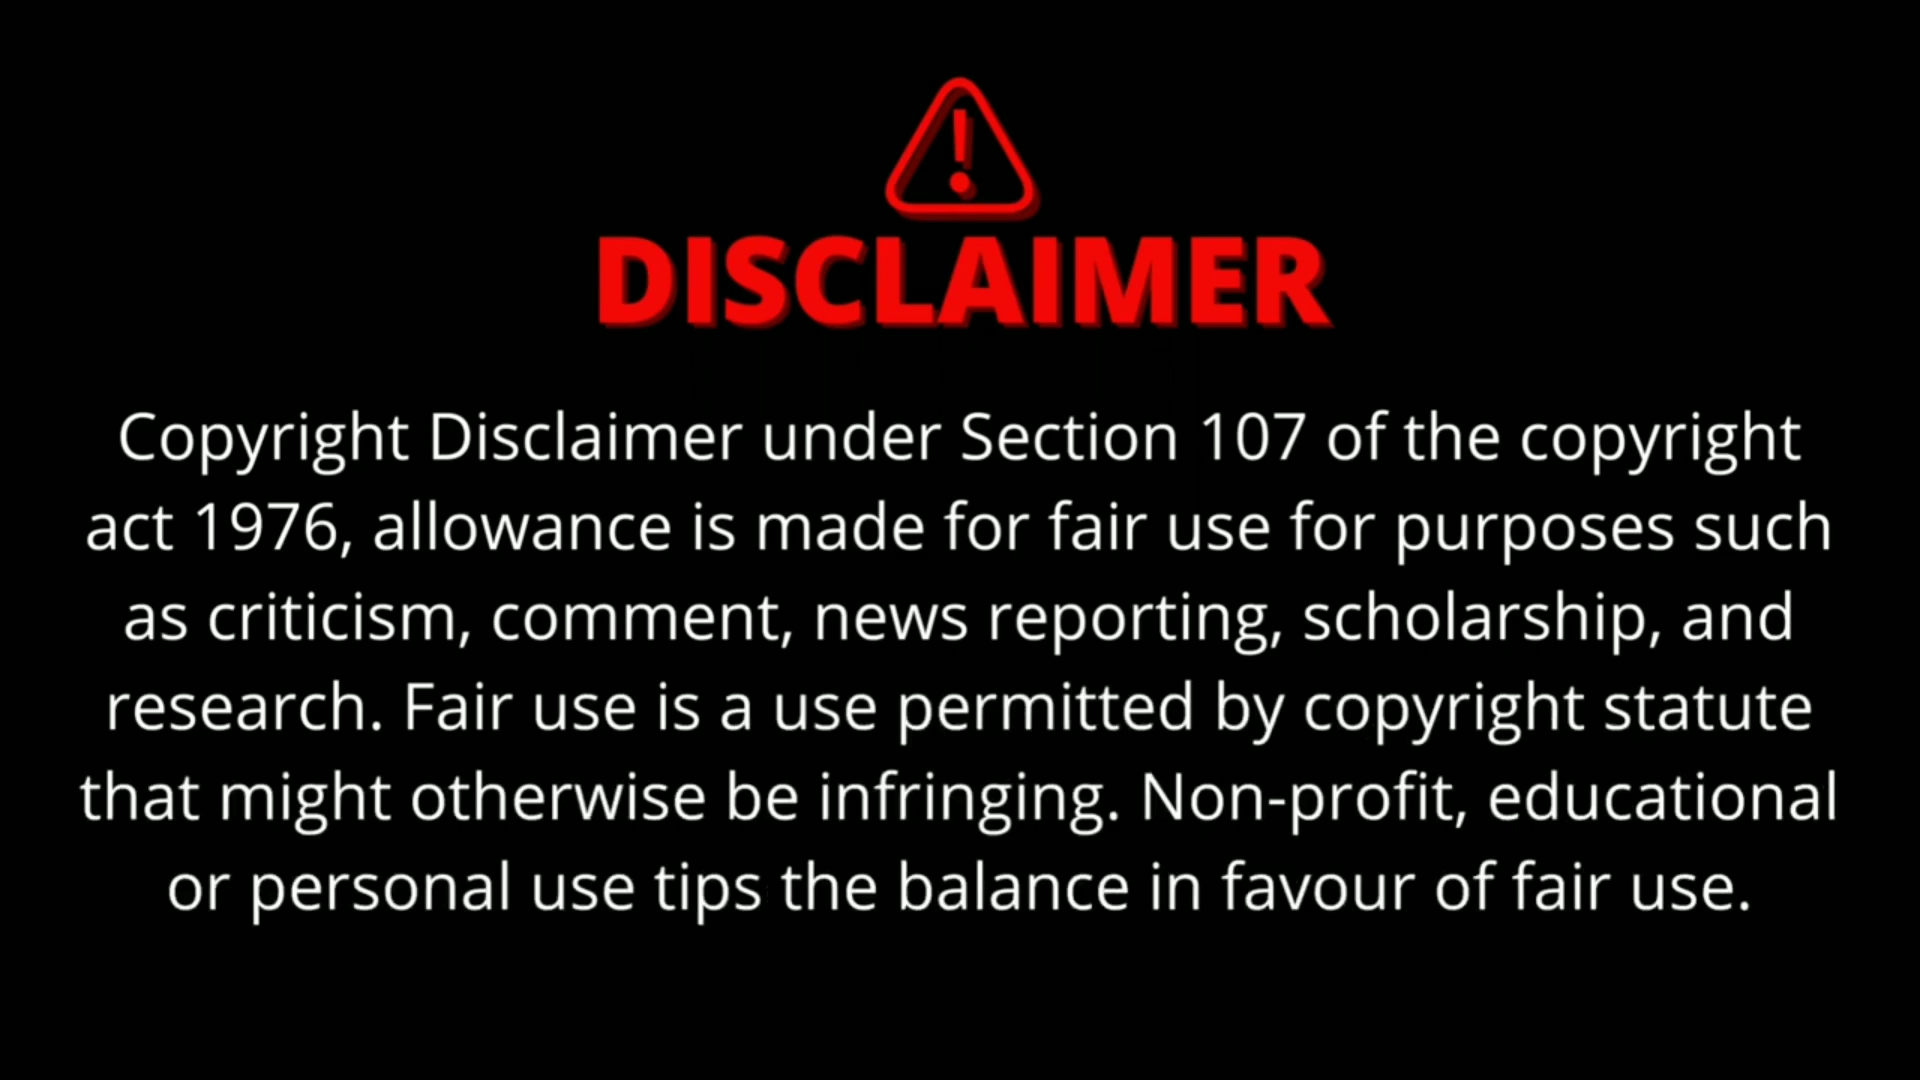 DISCLAIMER
Copyright Disclaimer under Section 107 of the copyright
act 1976, allowance is made for fair use for purposes such
as criticism, comment, news reporting, scholarship, and
research. Fair use is a use permitted by copyright statute
that might otherwise be infringing. Non-profit, educational
or personal use tips the balance in favour of fair use.